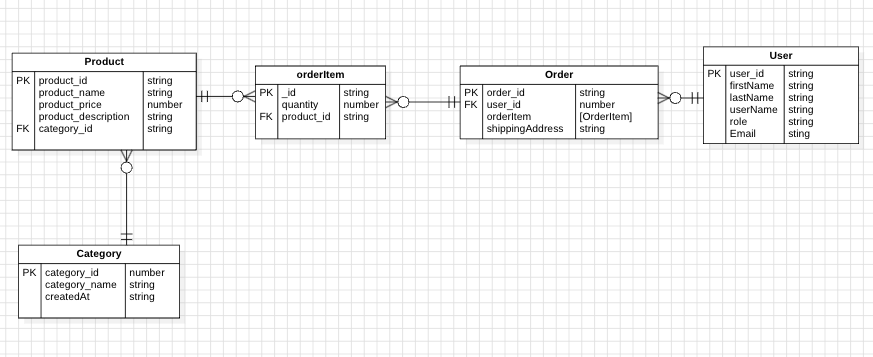 Product
PK product_id string
product_name string
product_price number
product_description string
FK category_id string
orderItem
PK _id string
quantity number
FK product_id string
Order
PK order_id string
FK user_id number
orderItem [OrderItem]
shippingAddress string
User
PK user_id string
firstName string
lastName string
userName string
role string
Email sting
Category
PK category_id number
category_name string
createdAt string